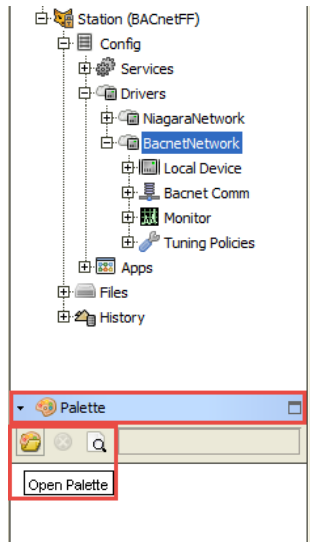 Station (BACnetFF)
Config
Services
Drivers
NiagaraNetwork
BacnetNetwork
Local Device
Bacnet Comm
Monitor
Tuning Policies
Apps
Files
History
Palette
Open Palette